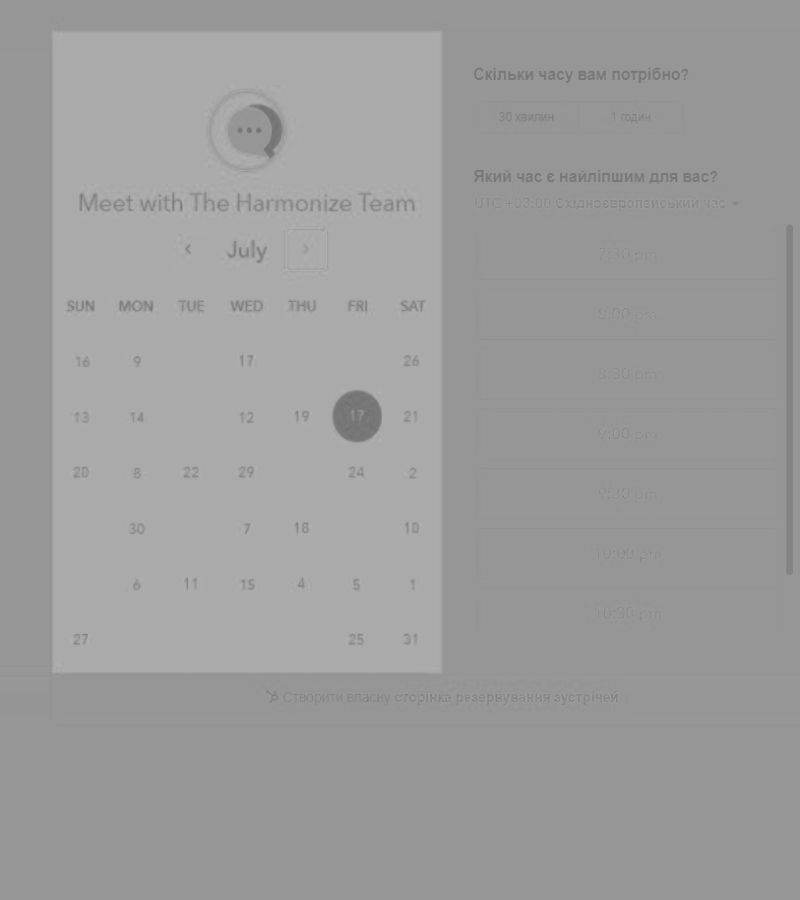 Meet with The Harmonize Team
July
SUN MON TUE WED THU FRI SAT
16 9 17 26
13 14 12 19 17 21
20 8 22 29 24 2
30 7 18 10
6 11 15 4 5 1
27 25 31
Скільки часу вам потрібно?
30 хвилин 1 годин
Який час є найліпшим для вас?
UTC +03:00 Східноєвропейський час
7:30 pm
8:00 pm
8:30 pm
9:00 pm
9:30 pm
10:00 pm
10:30 pm
Створити власну сторінка резервування зустрічей